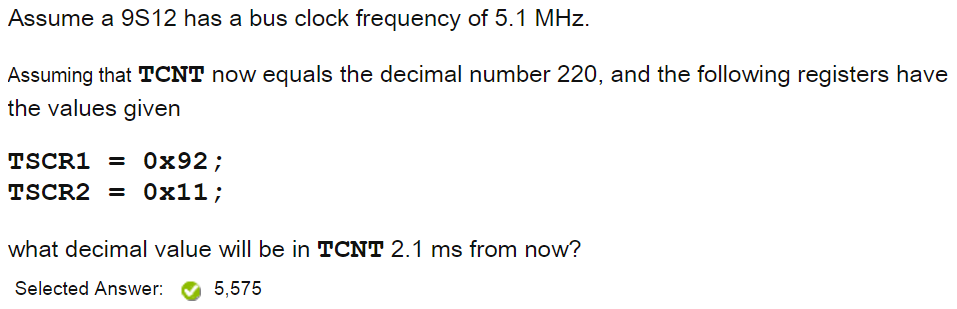 Assume a 9S12 has a bus clock frequency of 5.1 MHz.
Assuming that TCNT now equals the decimal number 220, and the following registers have
the values given
TSCR1 = 0x92;
TSCR2 = 0x11;
what decimal value will be in TCNT 2.1 ms from now?
Selected Answer: 5,575